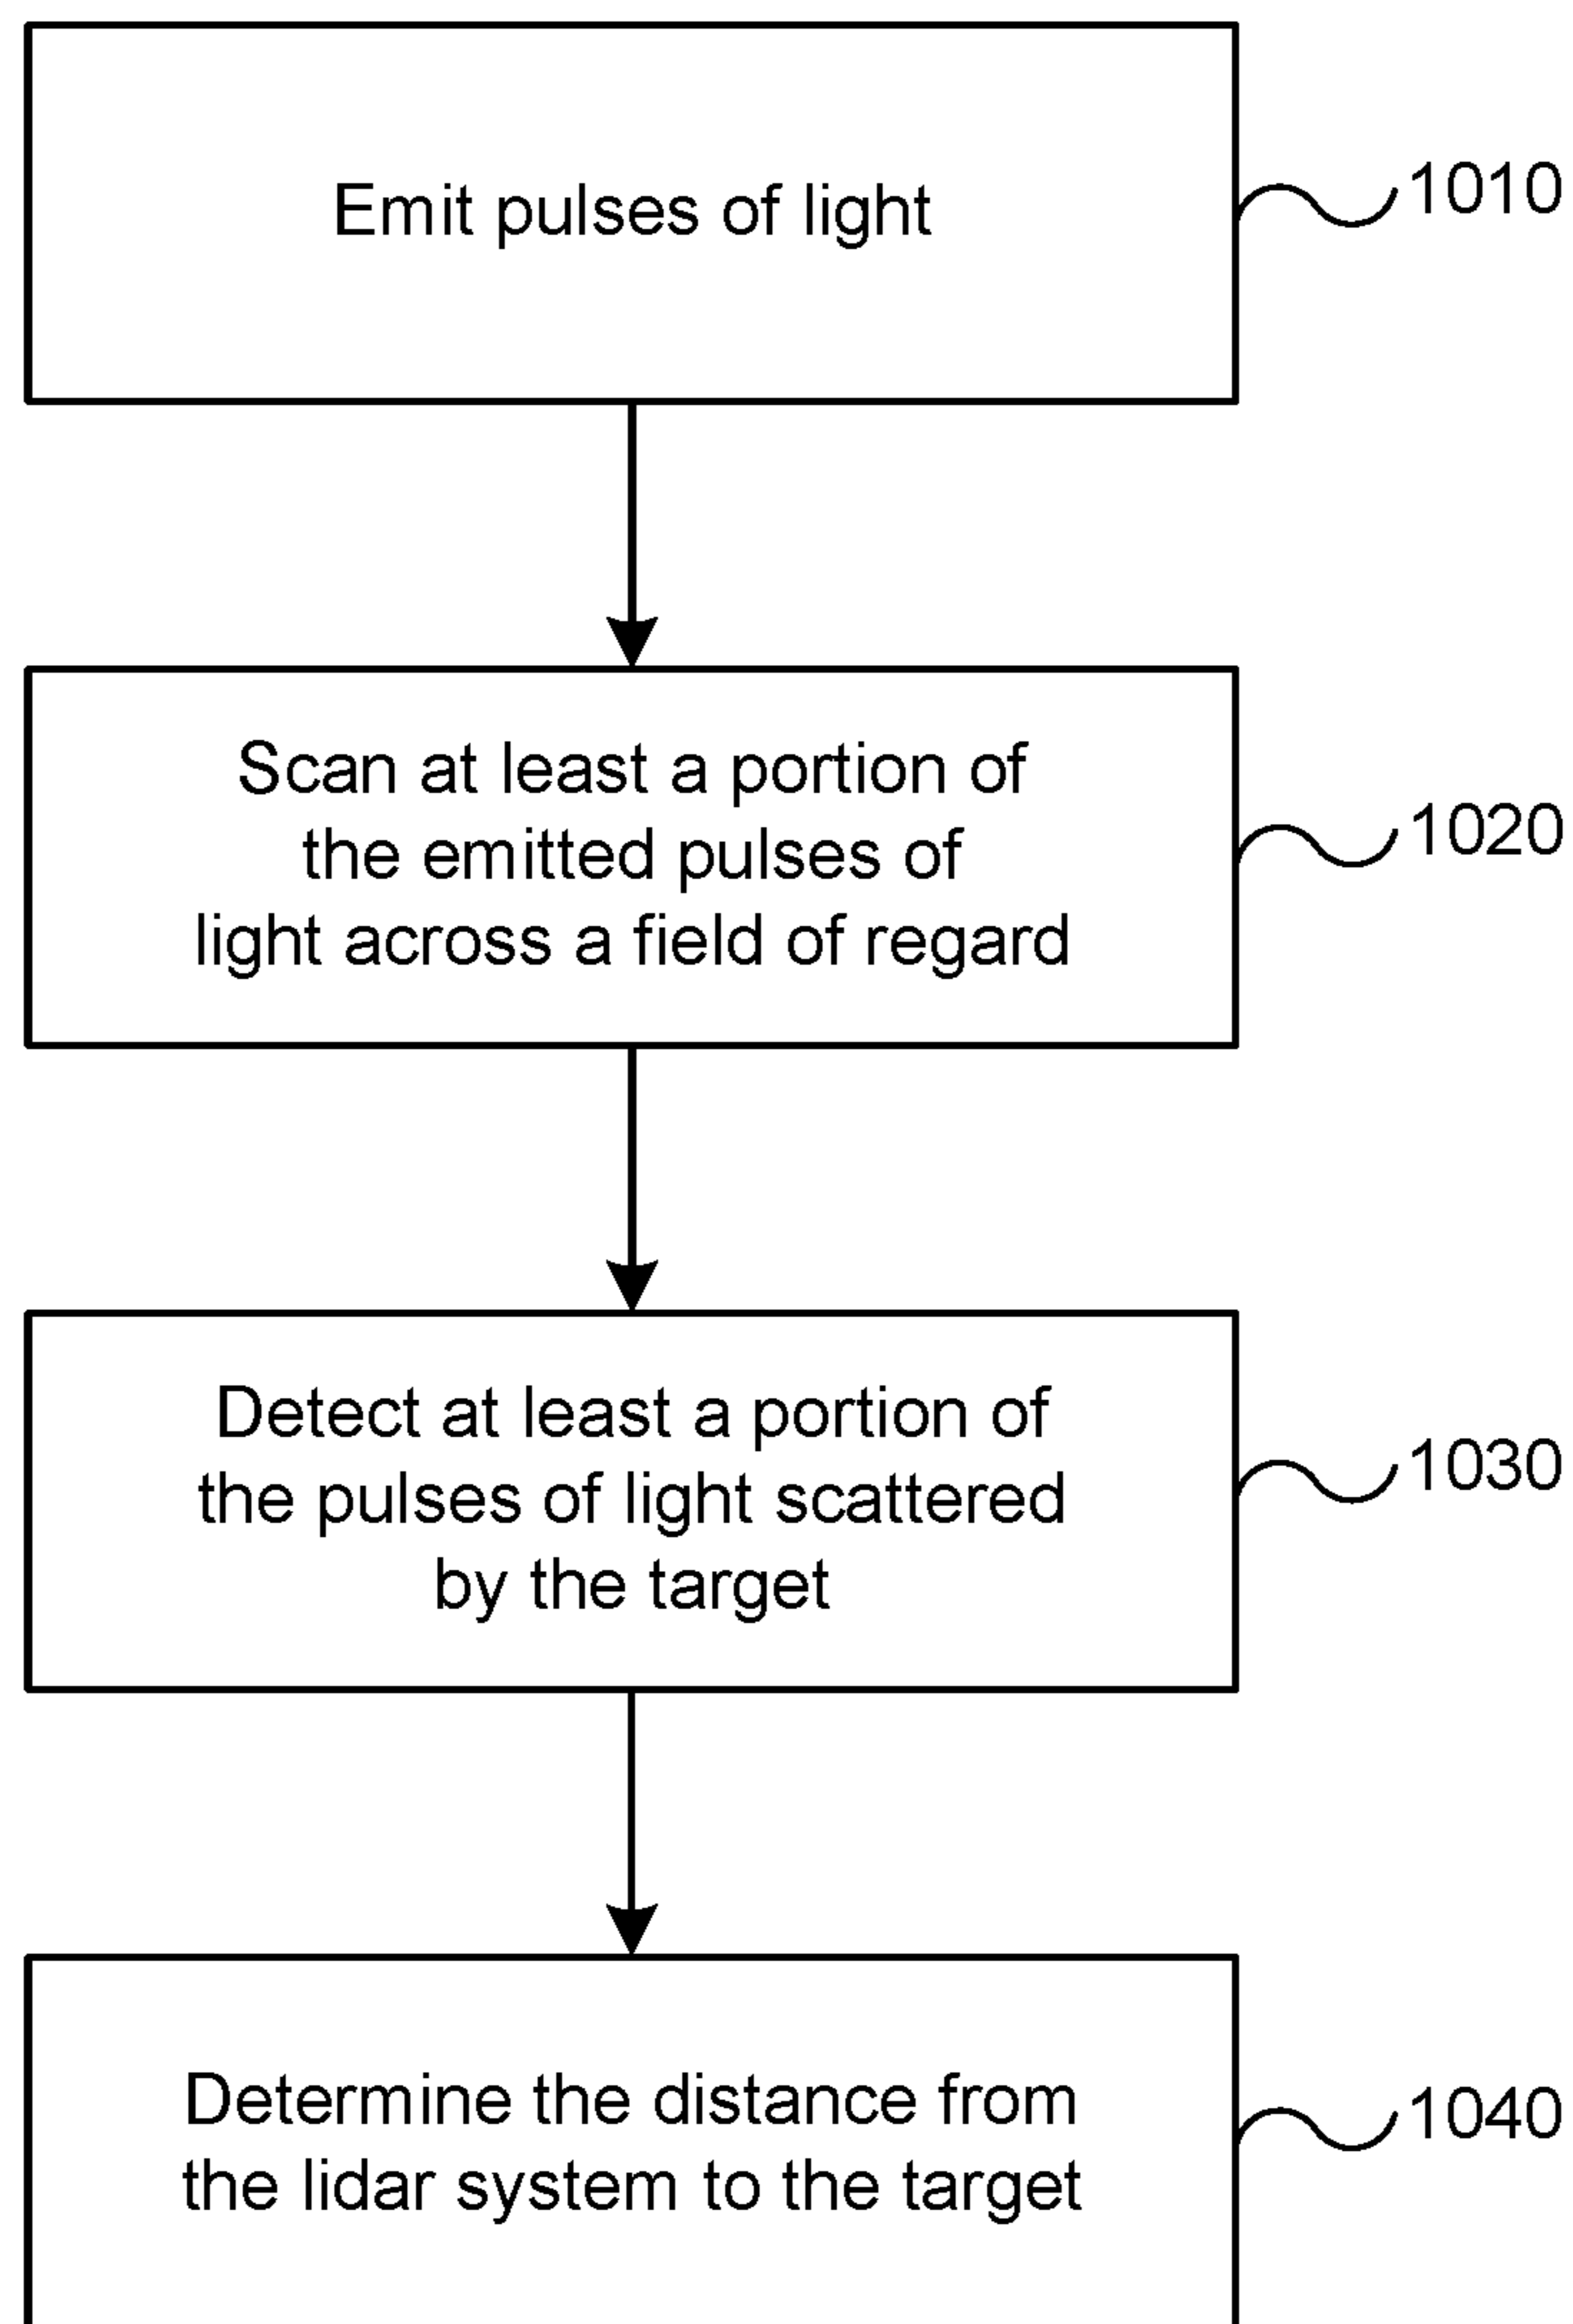 Emit pulses of light
1010
Scan at least a portion of
the emitted pulses of
light across a field of regard
1020
Detect at least a portion of
the pulses of light scattered
by the target
1030
Determine the distance from
the lidar system to the target
1040